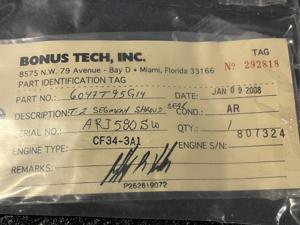 BONUS TECH, INC.
TAG
8575 N.W. 79 Avenue - Bay D • Miami, Florida 33166
No 292818
PART IDENTIFICATION TAG
PART NO.: 6047T95G14 DATE: JAN 09 2008
DESCRIPTION: T-2 SEGMENT SHROUD SEAL COND.: AR
SERIAL NO.: ARJ580SW QTY.: 1
801324
ENGINE TYPE: CF34-3A1 ENGINE S/N:
REMARKS:
P262819072